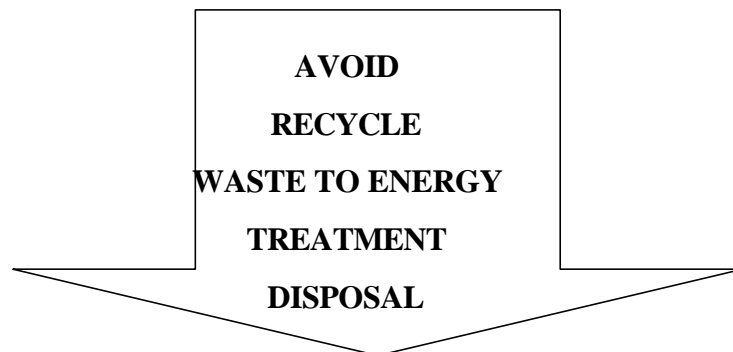 AVOID
RECYCLE
WASTE TO ENERGY
TREATMENT
DISPOSAL